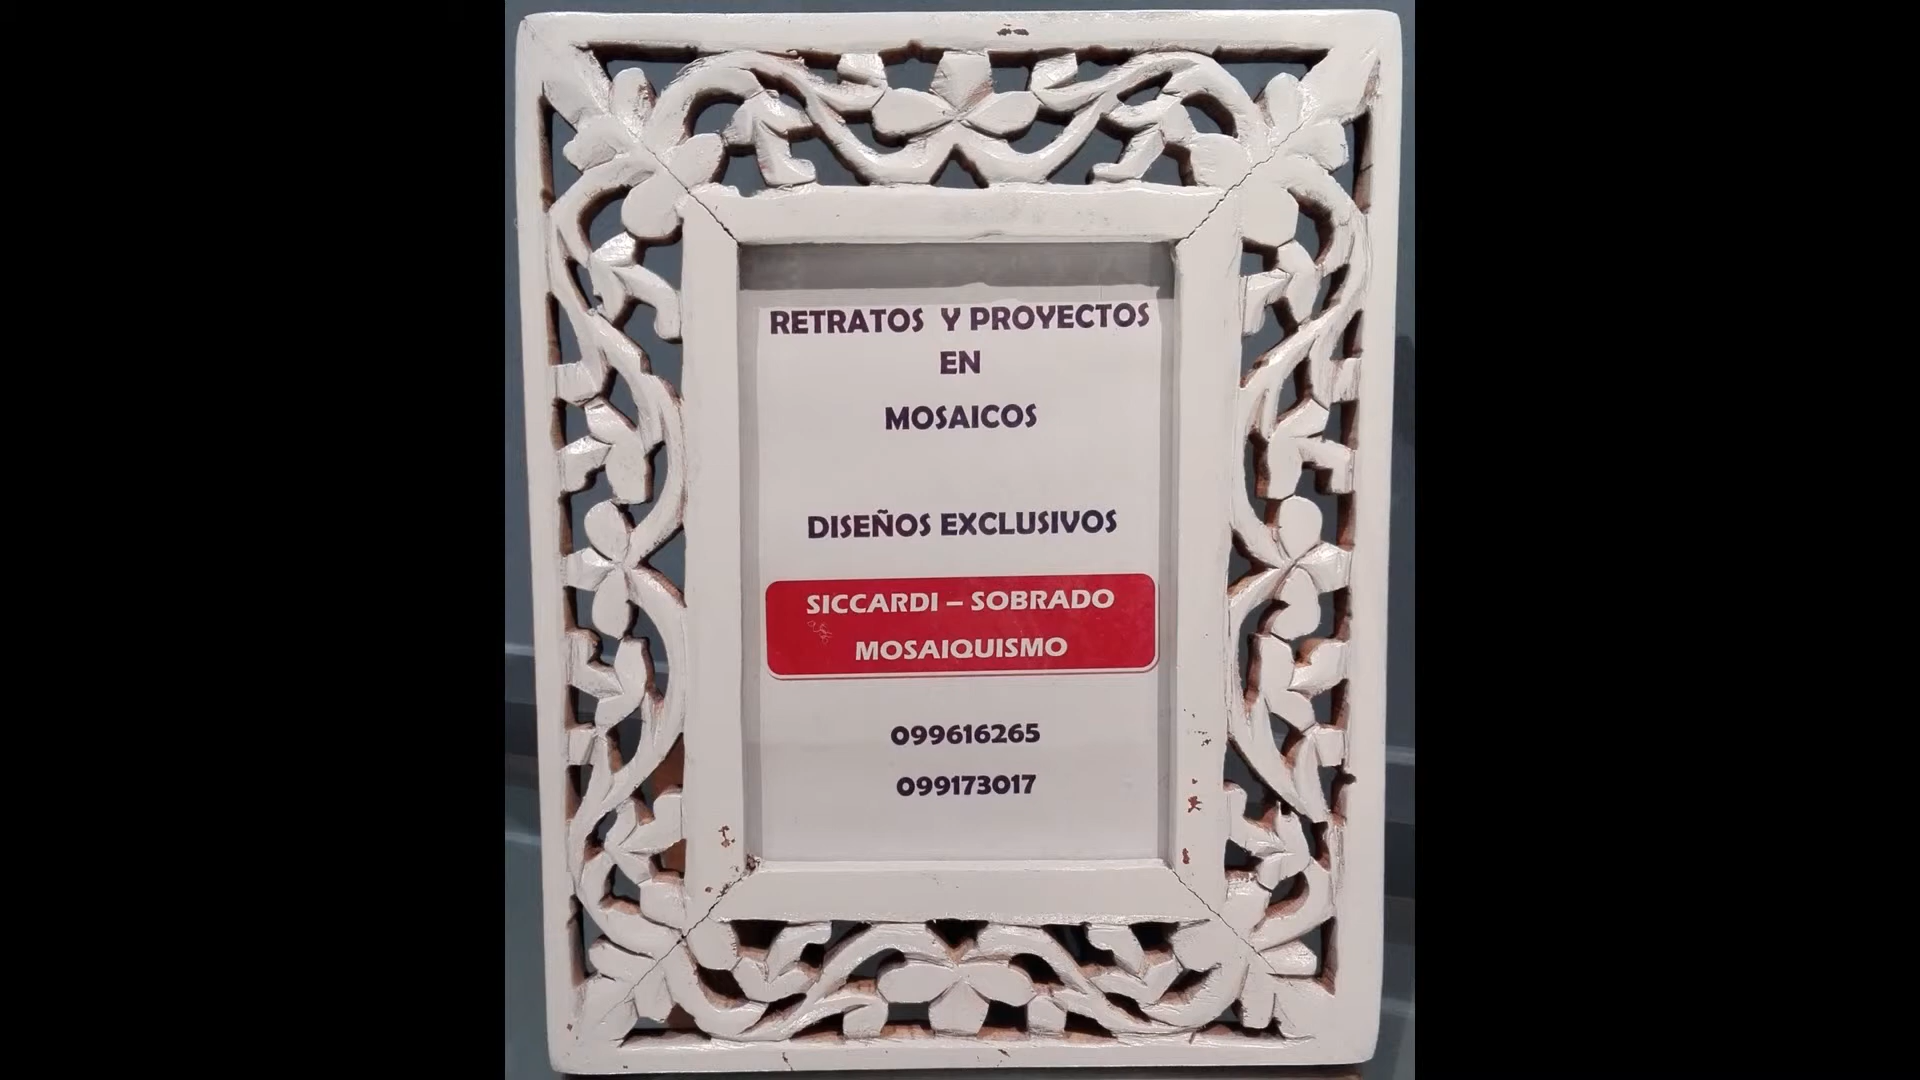 RETRATOS Y PROYECTOS
EN
MOSAICOS
DISEÑOS EXCLUSIVOS
SICCARDI – SOBRADO
MOSAIQUISMO
099616265
099173017